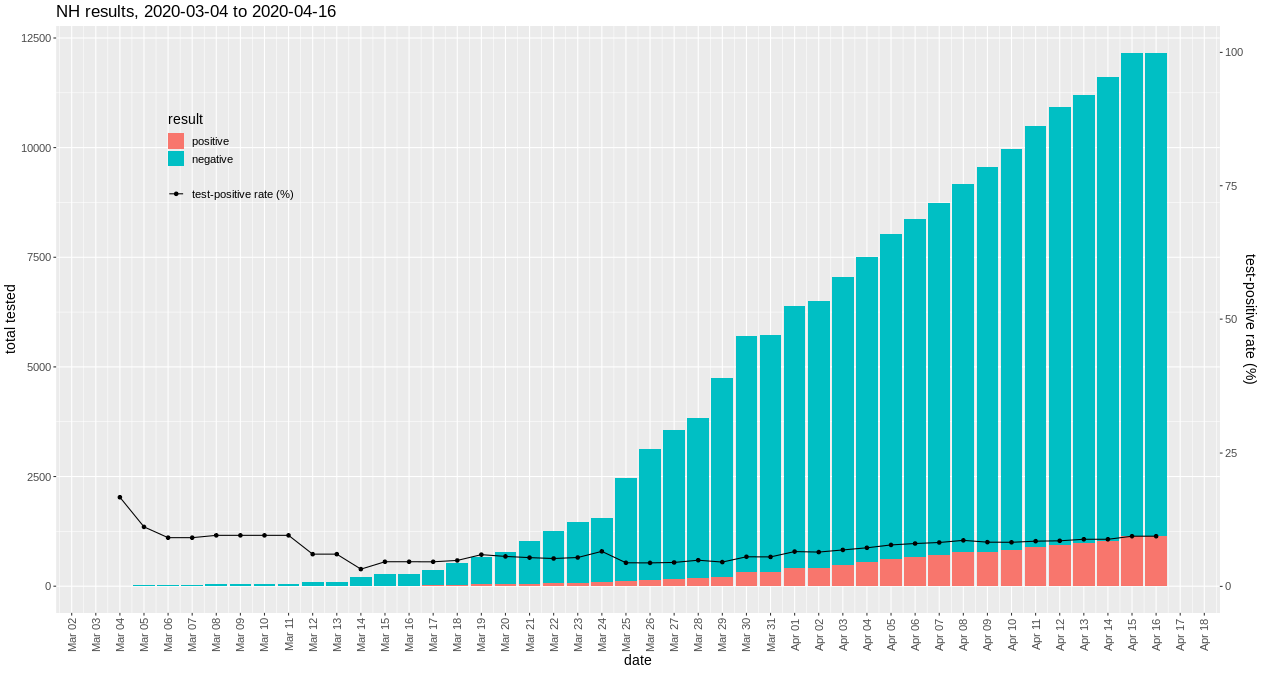 NH results, 2020-03-04 to 2020-04-16
12500
10000
7500
5000
2500
0
total tested
result
positive
negative
test-positive rate (%)
100
75
50
25
0
test-positive rate (%)
Mar 02
Mar 03
Mar 04
Mar 05
Mar 06
Mar 07
Mar 08
Mar 09
Mar 10
Mar 11
Mar 12
Mar 13
Mar 14
Mar 15
Mar 16
Mar 17
Mar 18
Mar 19
Mar 20
Mar 21
Mar 22
Mar 23
Mar 24
Mar 25
Mar 26
Mar 27
Mar 28
Mar 29
Mar 30
Mar 31
Apr 01
Apr 02
Apr 03
Apr 04
Apr 05
Apr 06
Apr 07
Apr 08
Apr 09
Apr 10
Apr 11
Apr 12
Apr 13
Apr 14
Apr 15
Apr 16
Apr 17
Apr 18
date